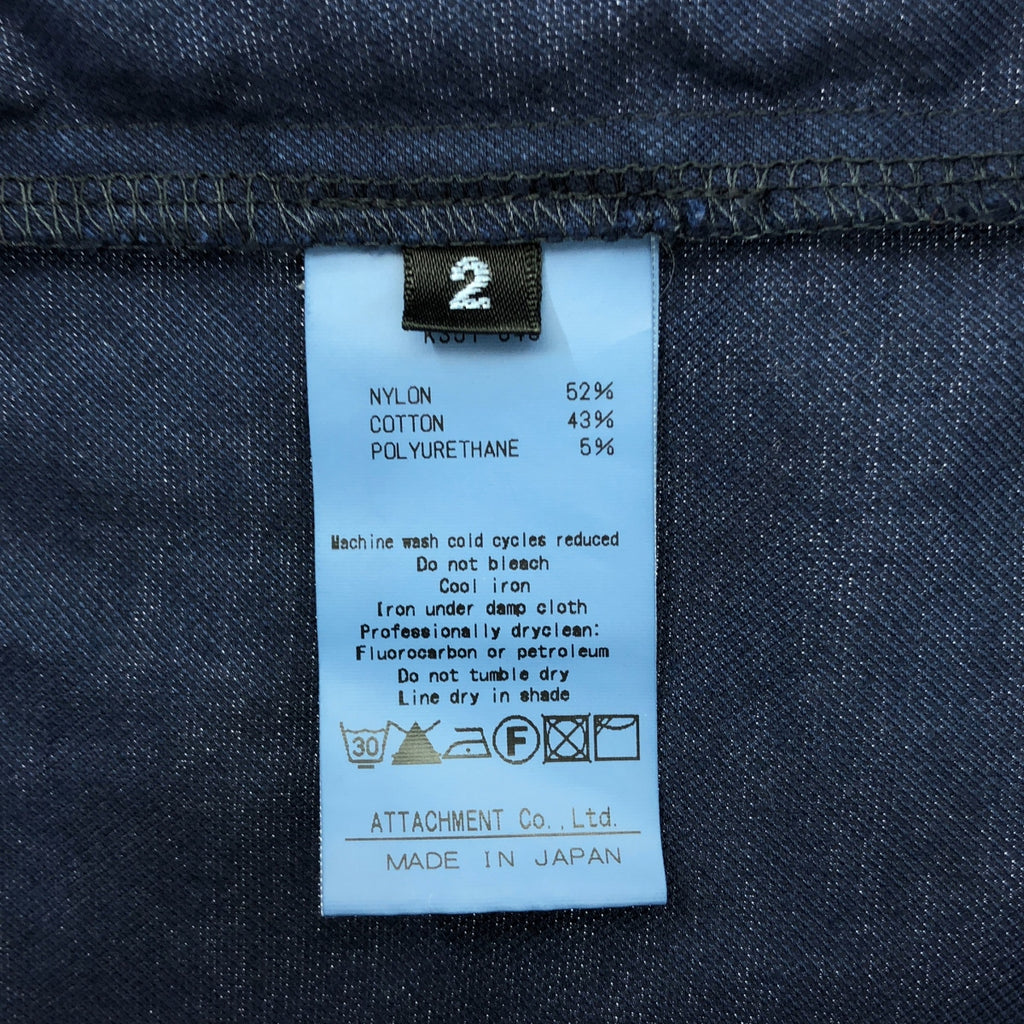 2
NYLON 52%
COTTON 43%
POLYURETHANE 5%
Machine wash cold cycles reduced
Do not bleach
Cool iron
Iron under damp cloth
Professionally dryclean:
Fluorocarbon or petroleum
Do not tumble dry
Line dry in shade
30 F
ATTACHMENT Co.,Ltd.
MADE IN JAPAN